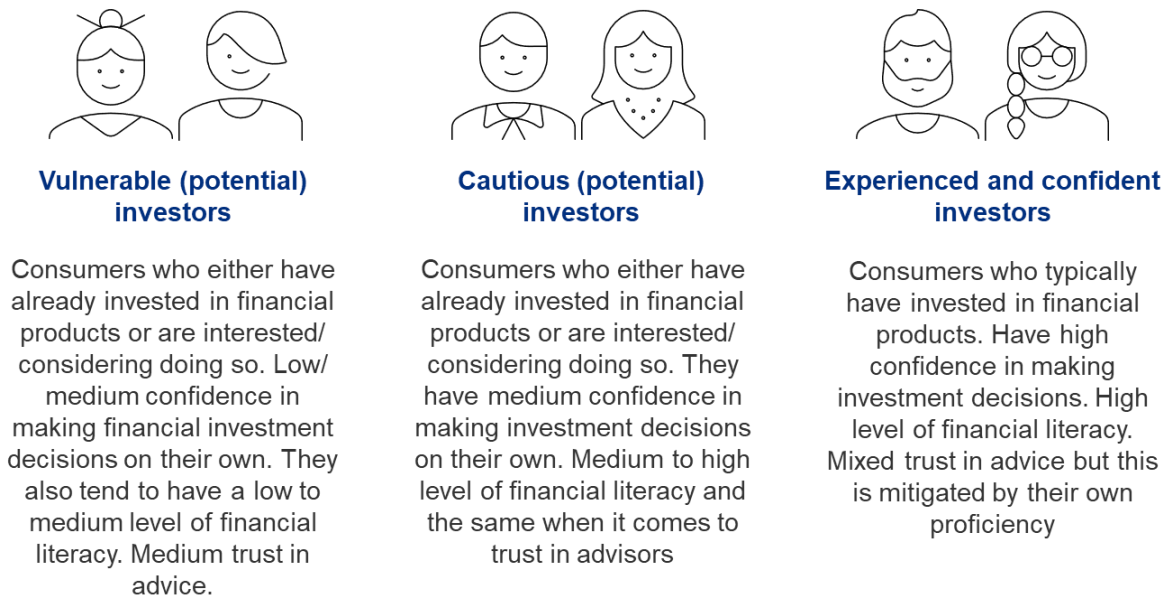 Vulnerable (potential)
investors
Consumers who either have
already invested in financial
products or are interested/
considering doing so. Low/
medium confidence in
making financial investment
decisions on their own. They
also tend to have a low to
medium level of financial
literacy. Medium trust in
advice.
Cautious (potential)
investors
Consumers who either have
already invested in financial
products or are interested/
considering doing so. They
have medium confidence in
making investment decisions
on their own. Medium to high
level of financial literacy and
the same when it comes to
trust in advisors
Experienced and confident
investors
Consumers who typically
have invested in financial
products. Have high
confidence in making
investment decisions. High
level of financial literacy.
Mixed trust in advice but this
is mitigated by their own
proficiency